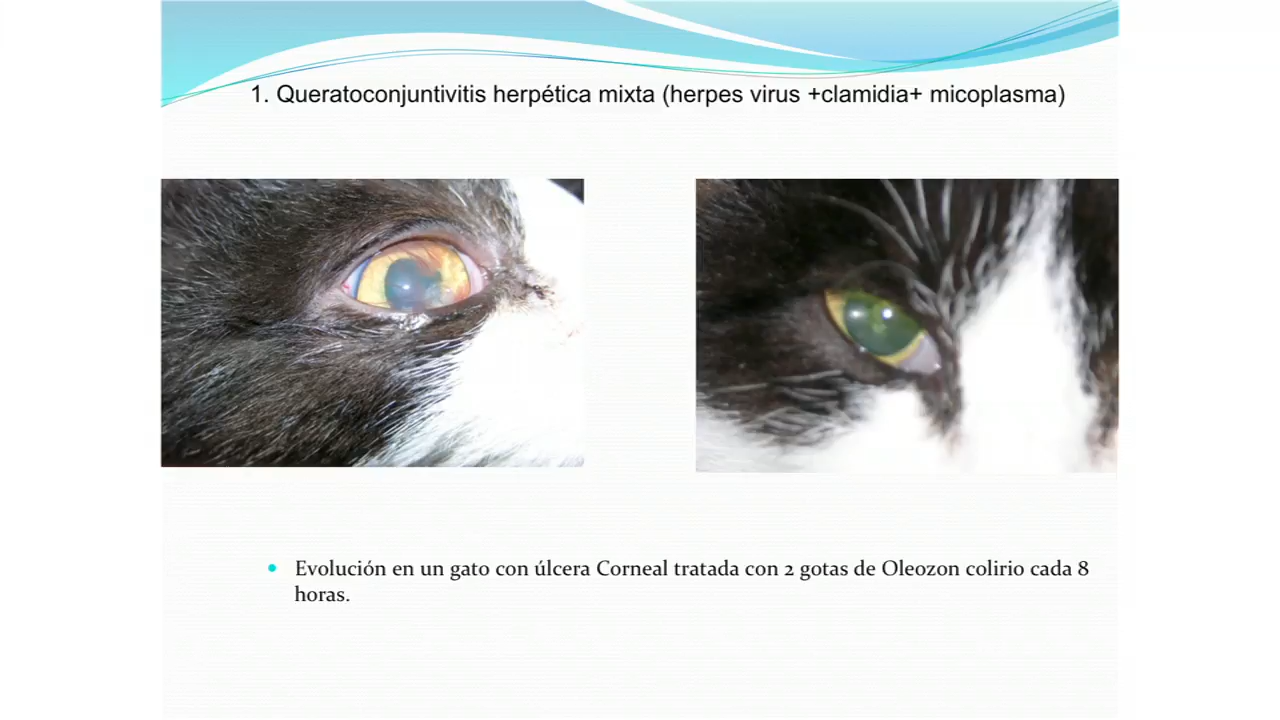 1. Queratoconjuntivitis herpética mixta (herpes virus +clamidia+ micoplasma)
Evolución en un gato con úlcera Corneal tratada con 2 gotas de Oleozon colirio cada 8
horas.